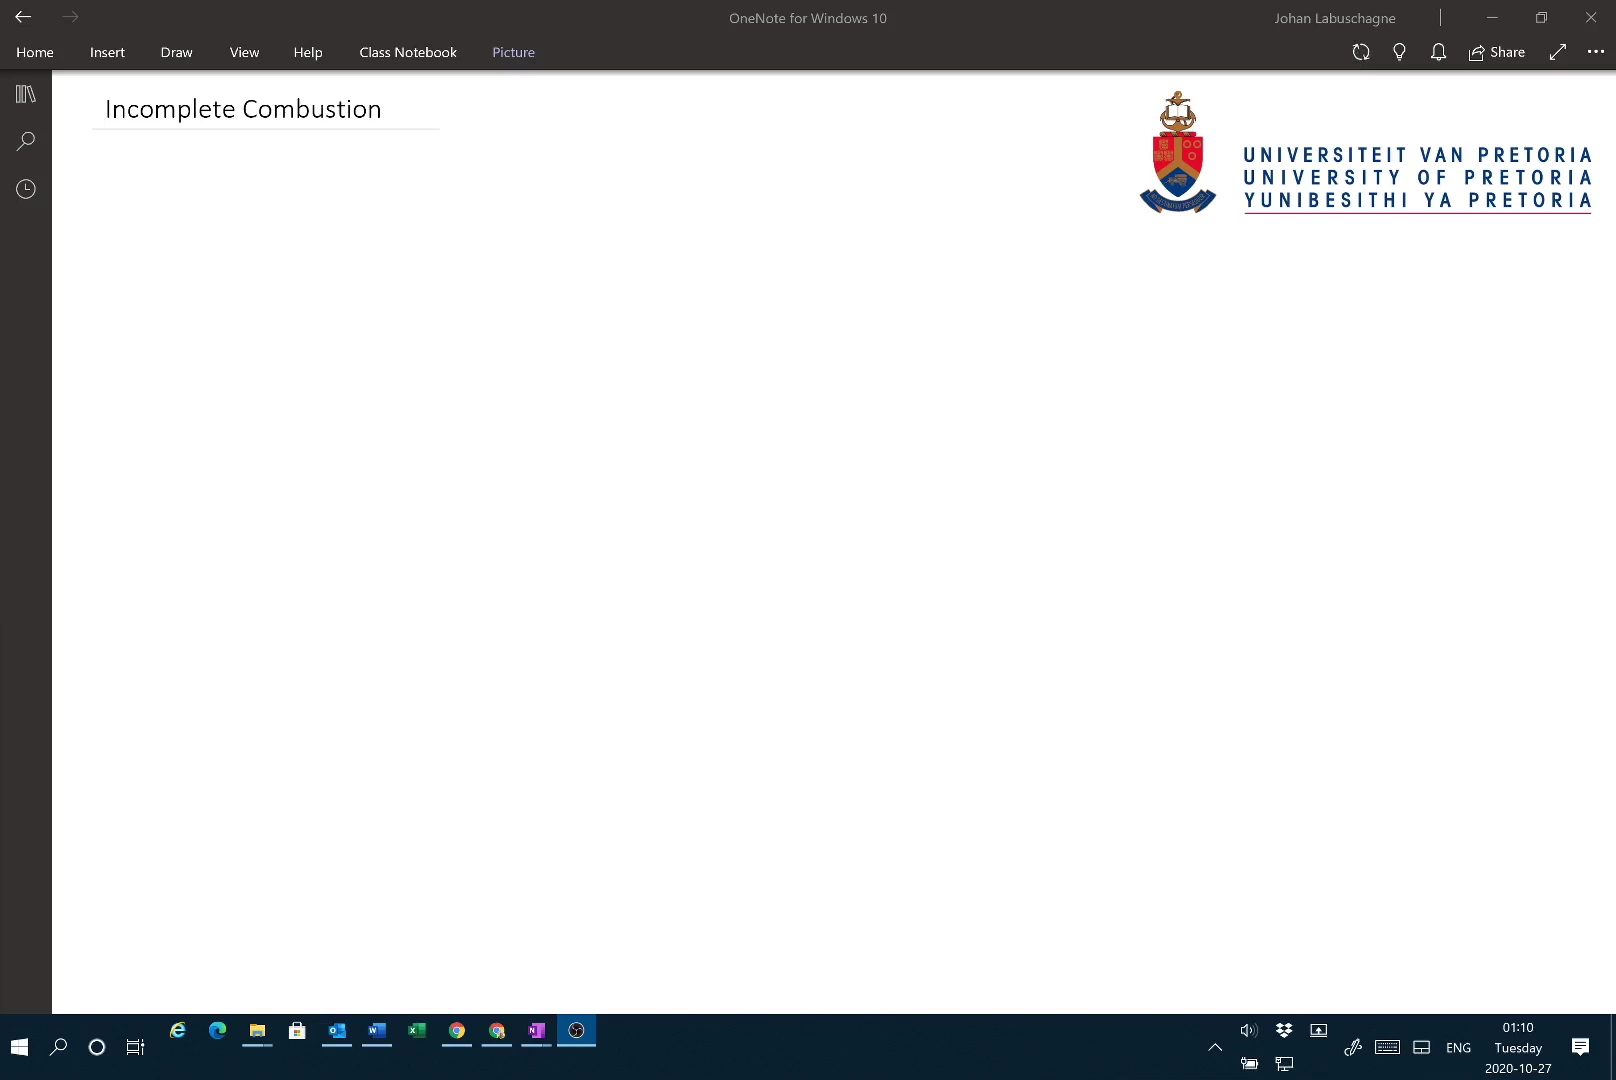 OneNote for Windows 10
Johan Labuschagne
Home Insert Draw View Help Class Notebook Picture
Share
Incomplete Combustion
UNIVERSITEIT VAN PRETORIA
UNIVERSITY OF PRETORIA
YUNIBESITHI YA PRETORIA
ENG
01:10
Tuesday
2020-10-27